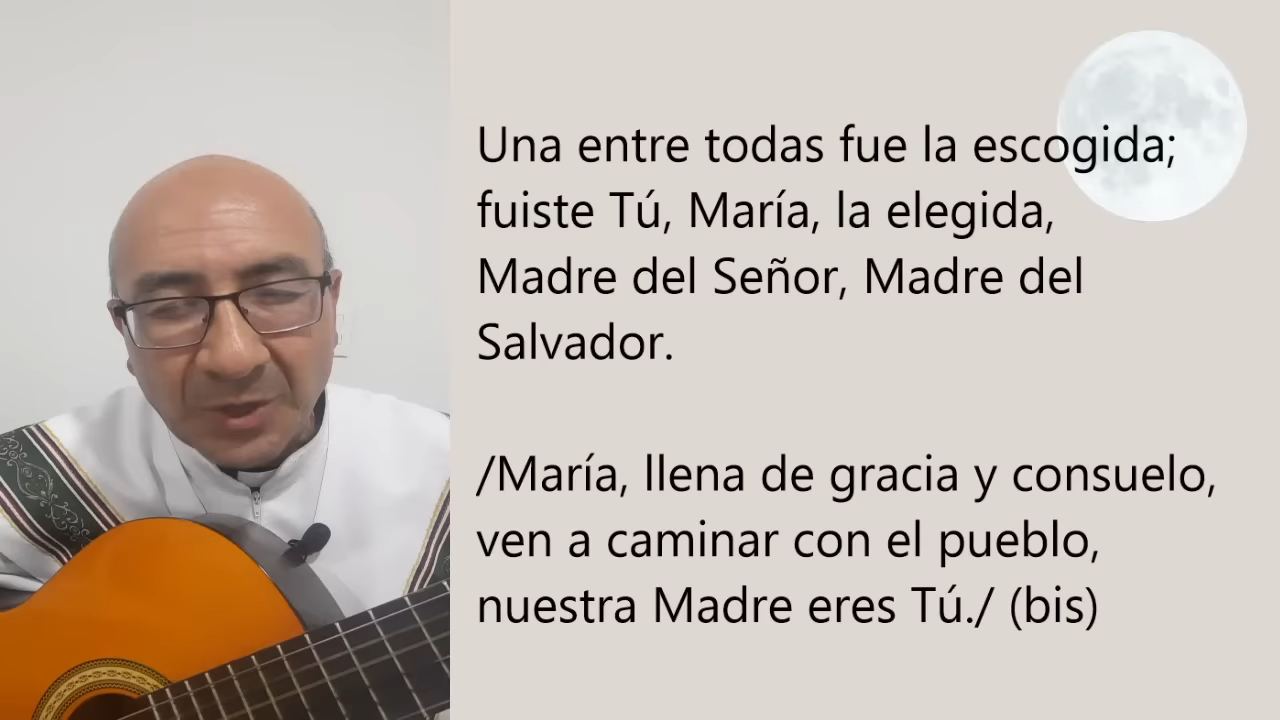 Una entre todas fue la escogida;
fuiste Tú, María, la elegida,
Madre del Señor, Madre del
Salvador.
/María, llena de gracia y consuelo,
ven a caminar con el pueblo,
nuestra Madre eres Tú./ (bis)